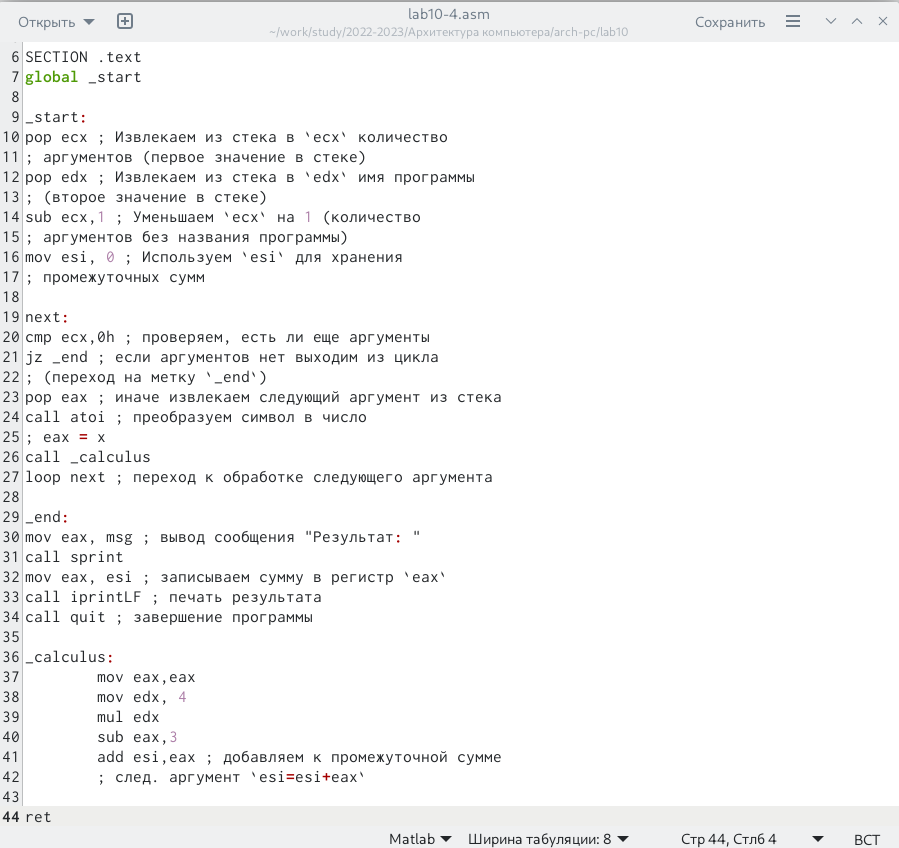 Открыть
lab10-4.asm
~/work/study/2022-2023/Архитектура компьютера/arch-pc/lab10
Сохранить
6 SECTION .text
7 global _start
8
9 _start:
10 pop ecx ; Извлекаем из стека в `ecx` количество
11 ; аргументов (первое значение в стеке)
12 pop edx ; Извлекаем из стека в `edx` имя программы
13 ; (второе значение в стеке)
14 sub ecx,1 ; Уменьшаем `ecx` на 1 (количество
15 ; аргументов без названия программы)
16 mov esi, 0 ; Используем `esi` для хранения
17 ; промежуточных сумм
18
19 next:
20 cmp ecx,0h ; проверяем, есть ли еще аргументы
21 jz _end ; если аргументов нет выходим из цикла
22 ; (переход на метку `_end`)
23 pop eax ; иначе извлекаем следующий аргумент из стека
24 call atoi ; преобразуем символ в число
25 ; eax = x
26 call _calculus
27 loop next ; переход к обработке следующего аргумента
28
29 _end:
30 mov eax, msg ; вывод сообщения "Результат: "
31 call sprint
32 mov eax, esi ; записываем сумму в регистр `eax`
33 call iprintLF ; печать результата
34 call quit ; завершение программы
35
36 _calculus:
37         mov eax,eax
38         mov edx, 4
39         mul edx
40         sub eax,3
41         add esi,eax ; добавляем к промежуточной сумме
42         ; след. аргумент `esi=esi+eax`
43
44 ret
Matlab Ширина табуляции: 8 Стр 44, Стлб 4 ВСТ